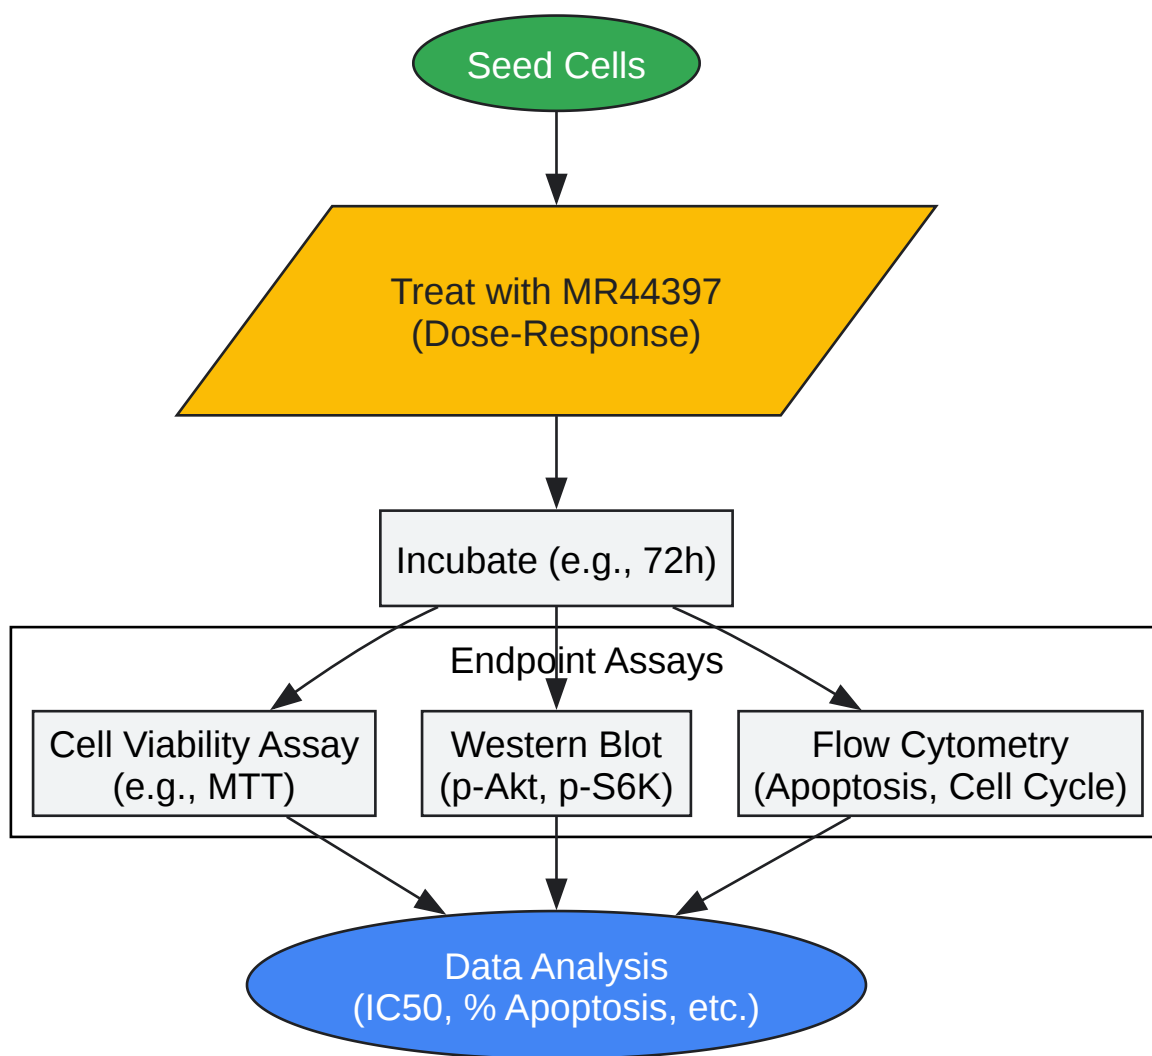 Seed Cells
Treat with MR44397
(Dose-Response)
Incubate (e.g., 72h)
Endpoint Assays
Cell Viability Assay
(e.g., MTT)
Western Blot
(p-Akt, p-S6K)
Flow Cytometry
(Apoptosis, Cell Cycle)
Data Analysis
(IC50, % Apoptosis, etc.)